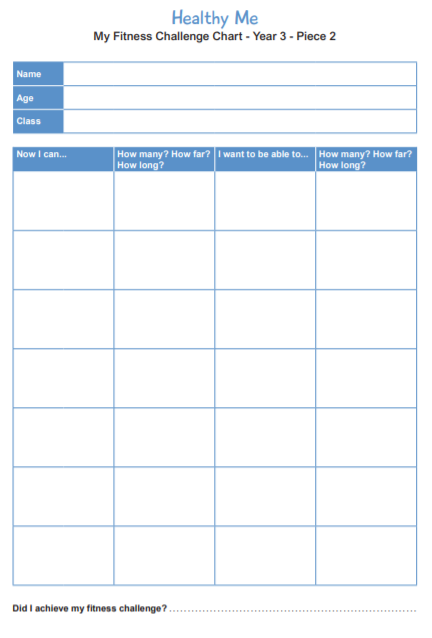 Healthy Me
My Fitness Challenge Chart - Year 3 - Piece 2
Name
Age
Class
Now I can...
How many? How far?
How long?
I want to be able to...
How many? How far?
How long?
Did I achieve my fitness challenge? ................................................................